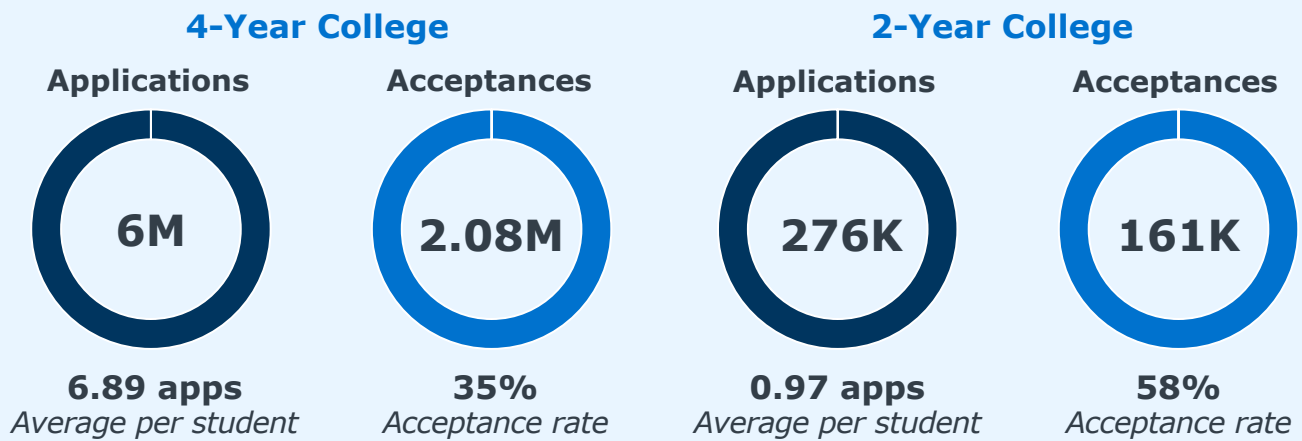 4-Year College
Applications
6M
6.89 apps
Average per student
Acceptances
2.08M
35%
Acceptance rate
2-Year College
Applications
276K
0.97 apps
Average per student
Acceptances
161K
58%
Acceptance rate